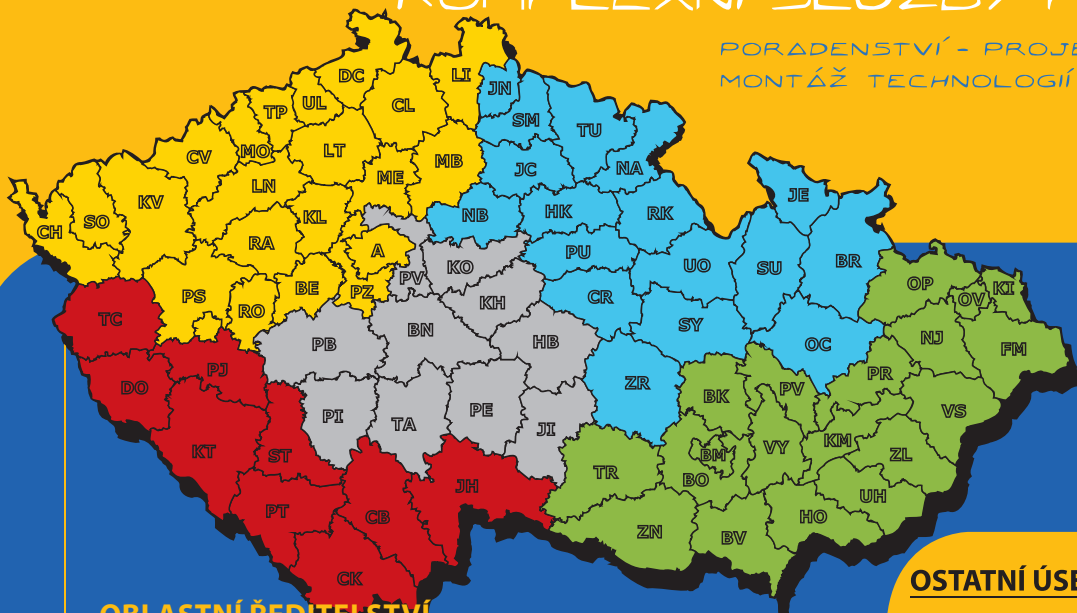 PORADENSTVÍ - PROJE
MONTÁŽ TECHNOLOGIÍ
DC LI
JN
TP UL CL
SM
TU
CV MO LT MB
JC NA
ME
LN
KV JE
SO KL NB HK RK
CH
RA A PU
BR
KO UO SU
PV
PS BE PZ OP
KI
RO KH CR OV
TC
BN SY
NJ
PB HB OC FM
PJ
PR
DO ZR
PV
BK
PI TA PE VS
JI
KM
KT ST BM VY ZL
TR BO
JH
UH
PT CB HO
ZN BV
CK
OSTATNÍ ÚSE
OBLASTNÍ ŘEDITELSTVÍ